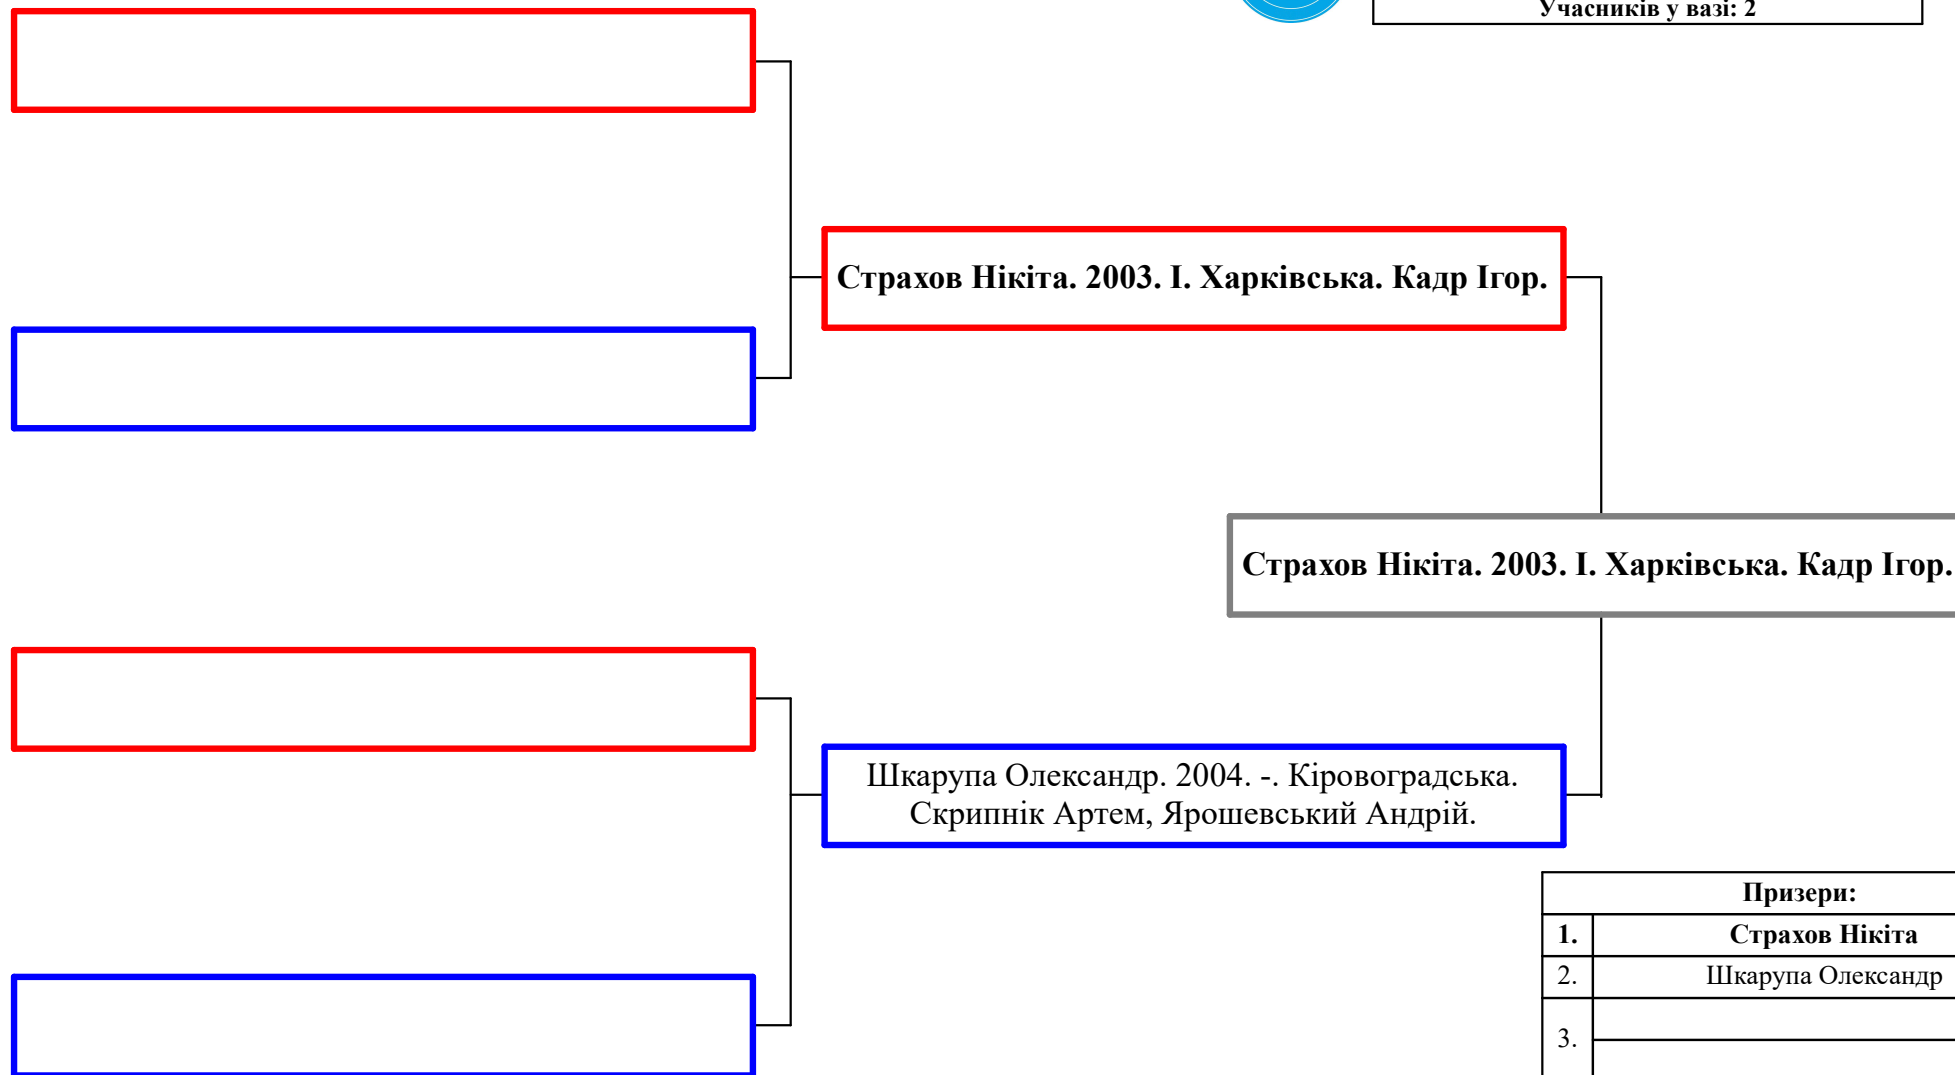 Учасників у вазі: 2
Страхов Нікіта. 2003. І. Харківська. Кадр Ігор.
Страхов Нікіта. 2003. І. Харківська. Кадр Ігор.
Шкарупа Олександр. 2004. -. Кіровоградська.
Скрипнік Артем, Ярошевський Андрій.
Призери:
1. Страхов Нікіта
2. Шкарупа Олександр
3.